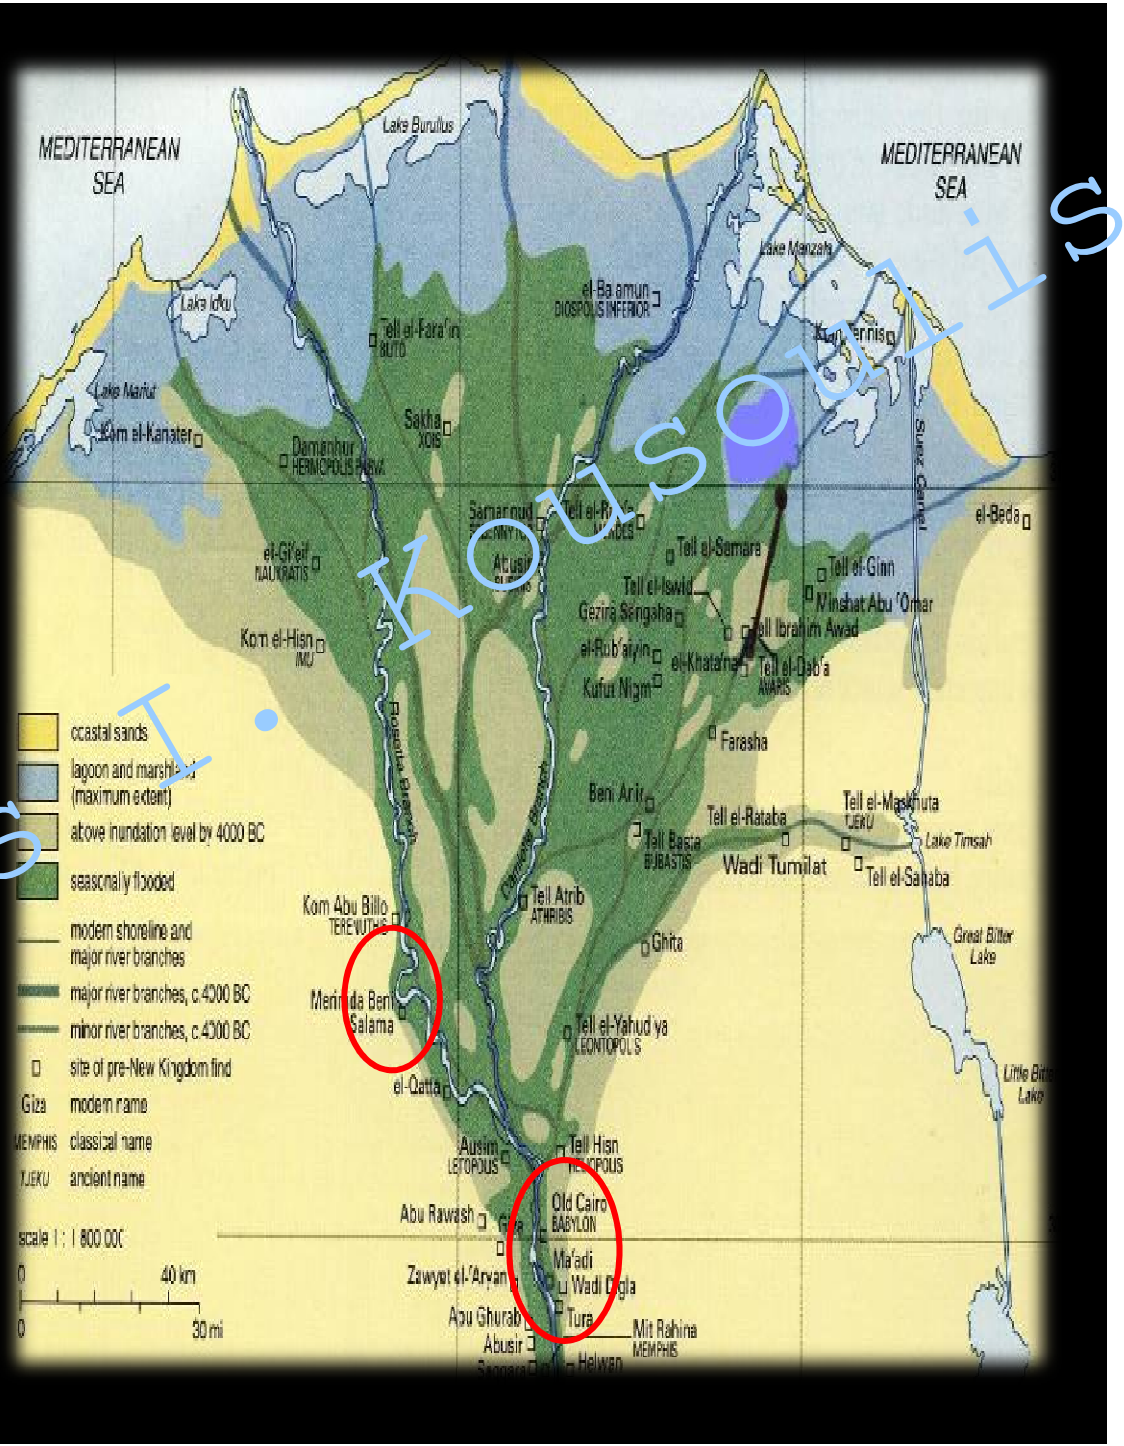 MEDITERRANEAN
SEA
Lake Burullus
MEDITERRANEAN
SEA
Lake Manzala
Lake Idku
el-Balamun
DIOSPOLIS INFERIOR
Tell el-Fara'in
BUTO
Lake Mariut
Kom el-Kanater
Sakha
XOIS
Damanhur
HERMOPOLIS PARVA
Suez Canal
el-Beda
Samannud
Abusir
el-Gi'eif
NAUKRATIS
Tell el-Samara
Tell el-Ginn
Tell el-Iswid
Minshat Abu 'Omar
Gezira Sangaha
Tell Ibrahim Awad
Kom el-Hisn
IMU
el-Rub'aiyin
el-Khata'na
Tell el-Dab'a
AVARIS
Kufur Nigm
Rosetta Branch
Farasha
coastal sands
lagoon and marshland
(maximum extent)
above inundation level by 4000 BC
seasonally flooded
modern shoreline and
major river branches
major river branches, c.4000 BC
minor river branches, c.4000 BC
site of pre-New Kingdom find
Giza modern name
MEMPHIS classical name
TJEKU ancient name
scale 1 : 1 800 000
0 40 km
0 30 mi
Beni Amir
Tell el-Rataba
Tell el-Maskhuta
TJEKU
Tell Basta
BUBASTIS
Wadi Tumilat
Lake Timsah
Tell el-Sahaba
Damietta Branch
Kom Abu Billo
TERENUTHIS
Tell Atrib
ATHRIBIS
Ghita
Great Bitter
Lake
Merimda Beni
Salama
Tell el-Yahudiya
LEONTOPOLIS
Little Bitter
Lake
el-Qatta
Ausim
LETOPOLIS
Tell Hisn
HELIOPOLIS
Abu Rawash
Giza
Old Cairo
BABYLON
Ma'adi
Zawyet el-'Aryan
Wadi Digla
Abu Ghurab
Tura
Abusir
Mit Rahina
MEMPHIS
Saqqara
Helwan
s I. Kousoulis